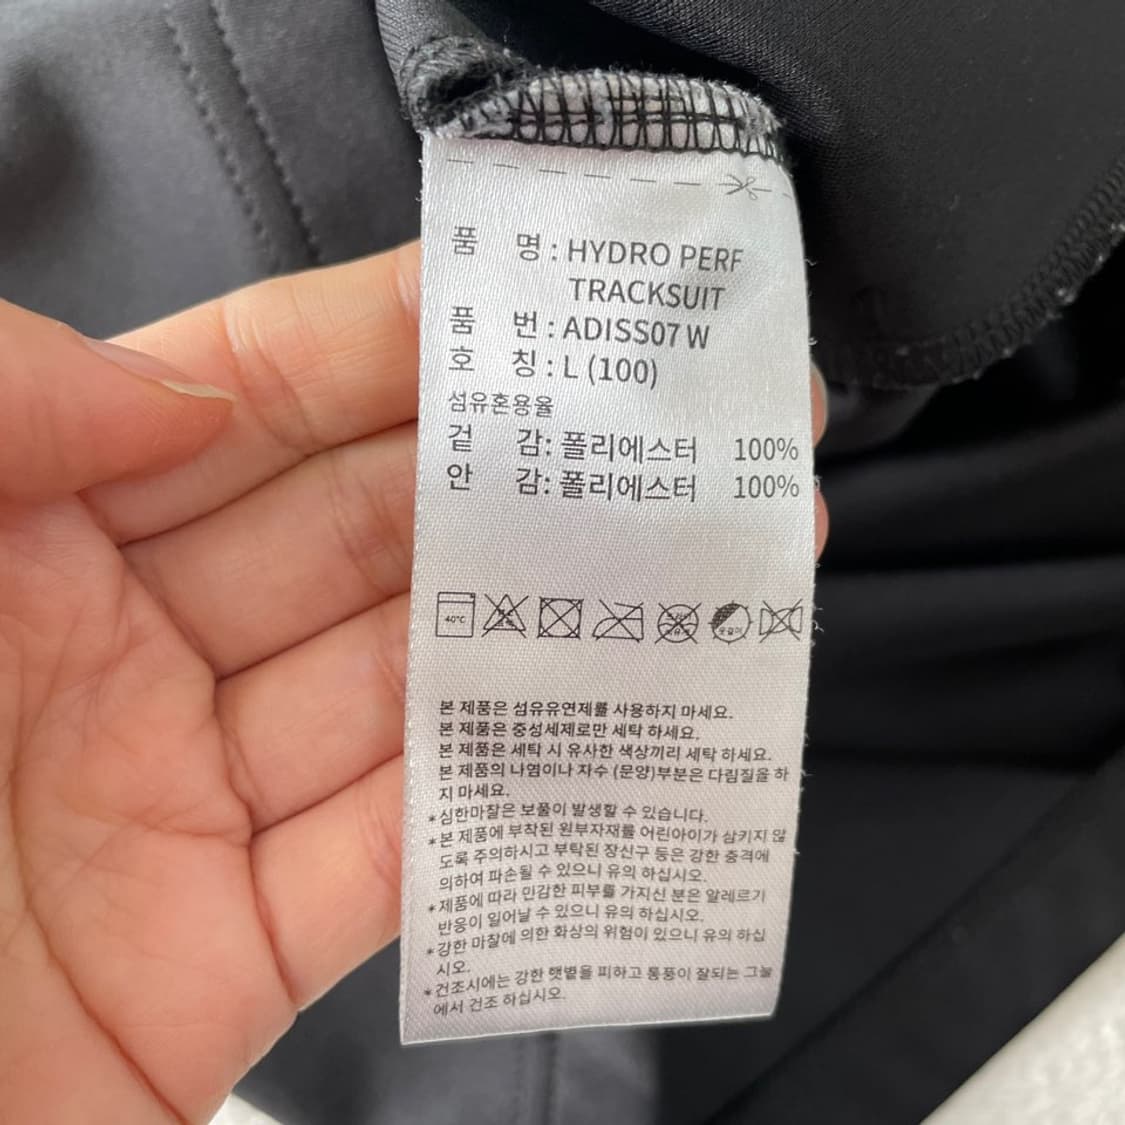 품 명 : HYDRO PERF
TRACKSUIT
품 번 : ADISS07 W
호 칭 : L (100)
섬유혼용율
겉 감: 폴리에스터 100%
안 감: 폴리에스터 100%
40℃
옷걸이
본 제품은 섬유유연제를 사용하지 마세요.
본 제품은 중성세제로만 세탁 하세요.
본 제품은 세탁 시 유사한 색상끼리 세탁 하세요.
본 제품의 나염이나 자수 (문양)부분은 다림질을 하
지 마세요.
*심한마찰은 보풀이 발생할 수 있습니다.
*본 제품에 부착된 원부자재를 어린아이가 삼키지 않
도록 주의하시고 부탁된 장신구 등은 강한 충격에
의하여 파손될 수 있으니 유의 하십시오.
*제품에 따라 민감한 피부를 가지신 분은 알레르기
반응이 일어날 수 있으니 유의 하십시오.
*강한 마찰에 의한 화상의 위험이 있으니 유의 하십
시오.
*건조시에는 강한 햇볕을 피하고 통풍이 잘되는 그늘
에서 건조 하십시오.